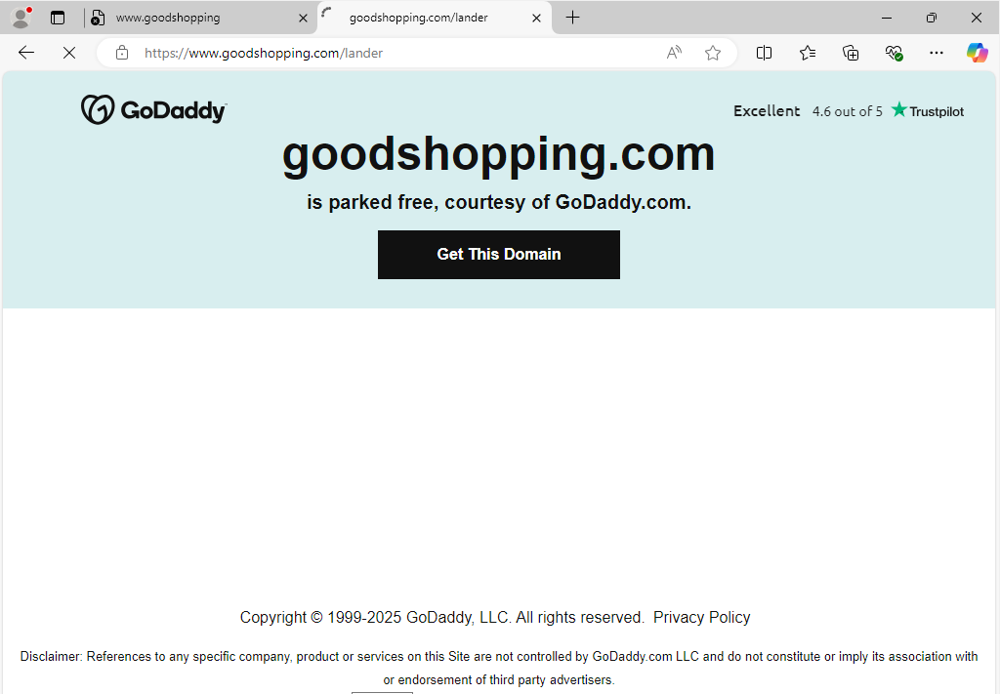 www.goodshopping
goodshopping.com/lander
https://www.goodshopping.com/lander
GoDaddy
Excellent 4.6 out of 5 Trustpilot
goodshopping.com
is parked free, courtesy of GoDaddy.com.
Get This Domain
Copyright © 1999-2025 GoDaddy, LLC. All rights reserved. Privacy Policy
Disclaimer: References to any specific company, product or services on this Site are not controlled by GoDaddy.com LLC and do not constitute or imply its association with
or endorsement of third party advertisers.